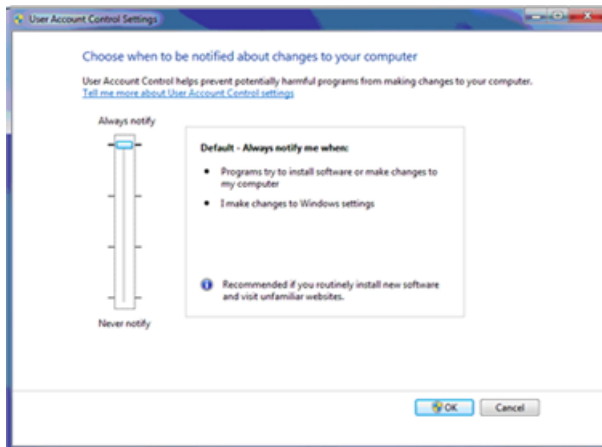 User Account Control Settings
Choose when to be notified about changes to your computer
User Account Control helps prevent potentially harmful programs from making changes to your computer.
Tell me more about User Account Control settings
Always notify
Default - Always notify me when:
• Programs try to install software or make changes to
my computer
• I make changes to Windows settings
Recommended if you routinely install new software
and visit unfamiliar websites.
Never notify
OK
Cancel